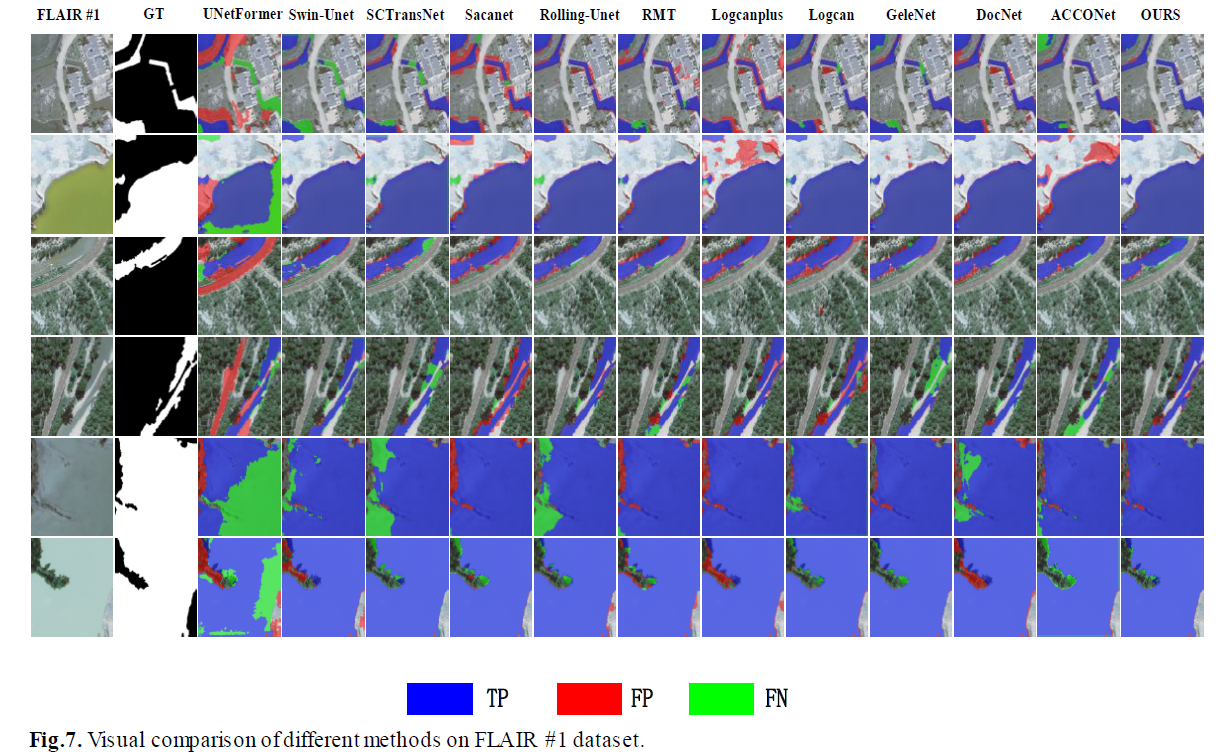 FLAIR #1 GT UNetFormer Swin-Unet SCTransNet Sacanet Rolling-Unet RMT Logcanplus Logcan GeleNet DocNet ACCONet OURS
TP FP FN
Fig.7. Visual comparison of different methods on FLAIR #1 dataset.